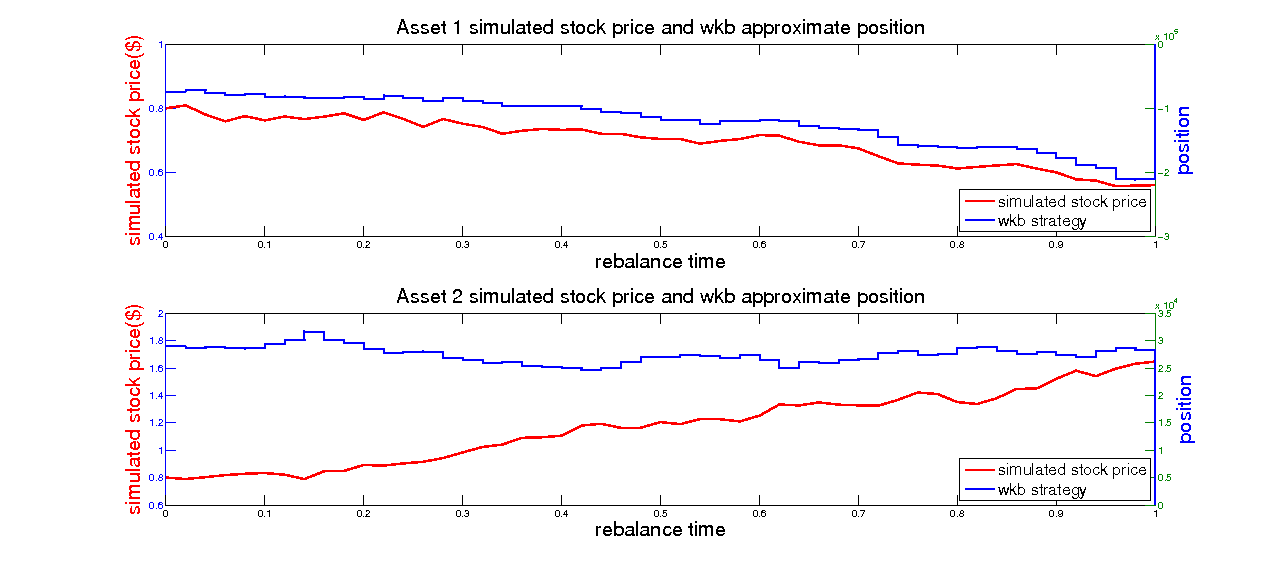 Asset 1 simulated stock price and wkb approximate position
simulated stock price($)
1
0.8
0.6
0.4
x 10^5
0
-1
-2
-3
position
simulated stock price
wkb strategy
0 0.1 0.2 0.3 0.4 0.5 0.6 0.7 0.8 0.9 1
rebalance time
Asset 2 simulated stock price and wkb approximate position
simulated stock price($)
2
1.8
1.6
1.4
1.2
1
0.8
0.6
x 10^4
3.5
3
2.5
2
1.5
1
0.5
0
position
simulated stock price
wkb strategy
0 0.1 0.2 0.3 0.4 0.5 0.6 0.7 0.8 0.9 1
rebalance time